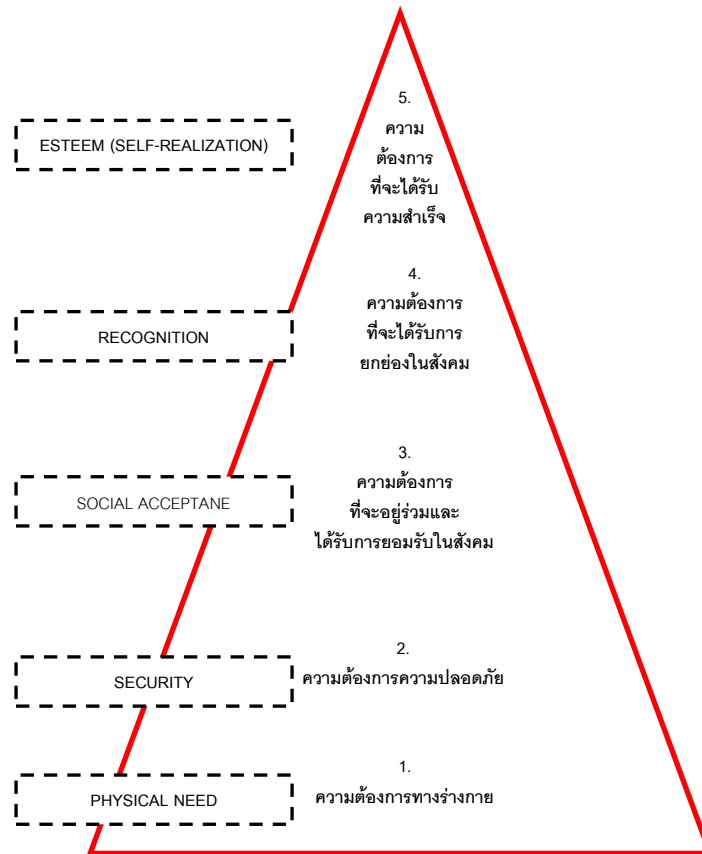 5.
ความ
ต้องการ
ที่จะได้รับ
ความสำเร็จ
ESTEEM (SELF-REALIZATION)
4.
ความต้องการ
ที่จะได้รับการ
ยกย่องในสังคม
RECOGNITION
3.
ความต้องการ
ที่จะอยู่ร่วมและ
ได้รับการยอมรับในสังคม
SOCIAL ACCEPTANE
2.
ความต้องการความปลอดภัย
SECURITY
1.
ความต้องการทางร่างกาย
PHYSICAL NEED